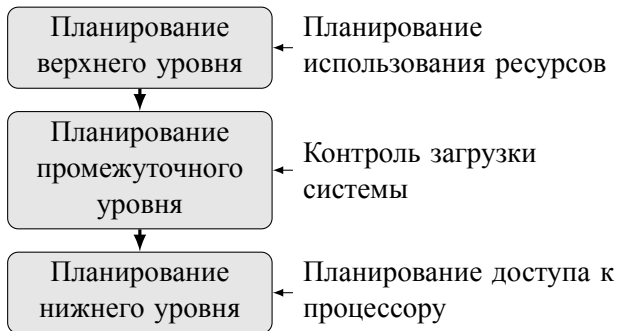 Планирование
верхнего уровня
Планирование
использования ресурсов
Планирование
промежуточного
уровня
Контроль загрузки
системы
Планирование
нижнего уровня
Планирование доступа к
процессору